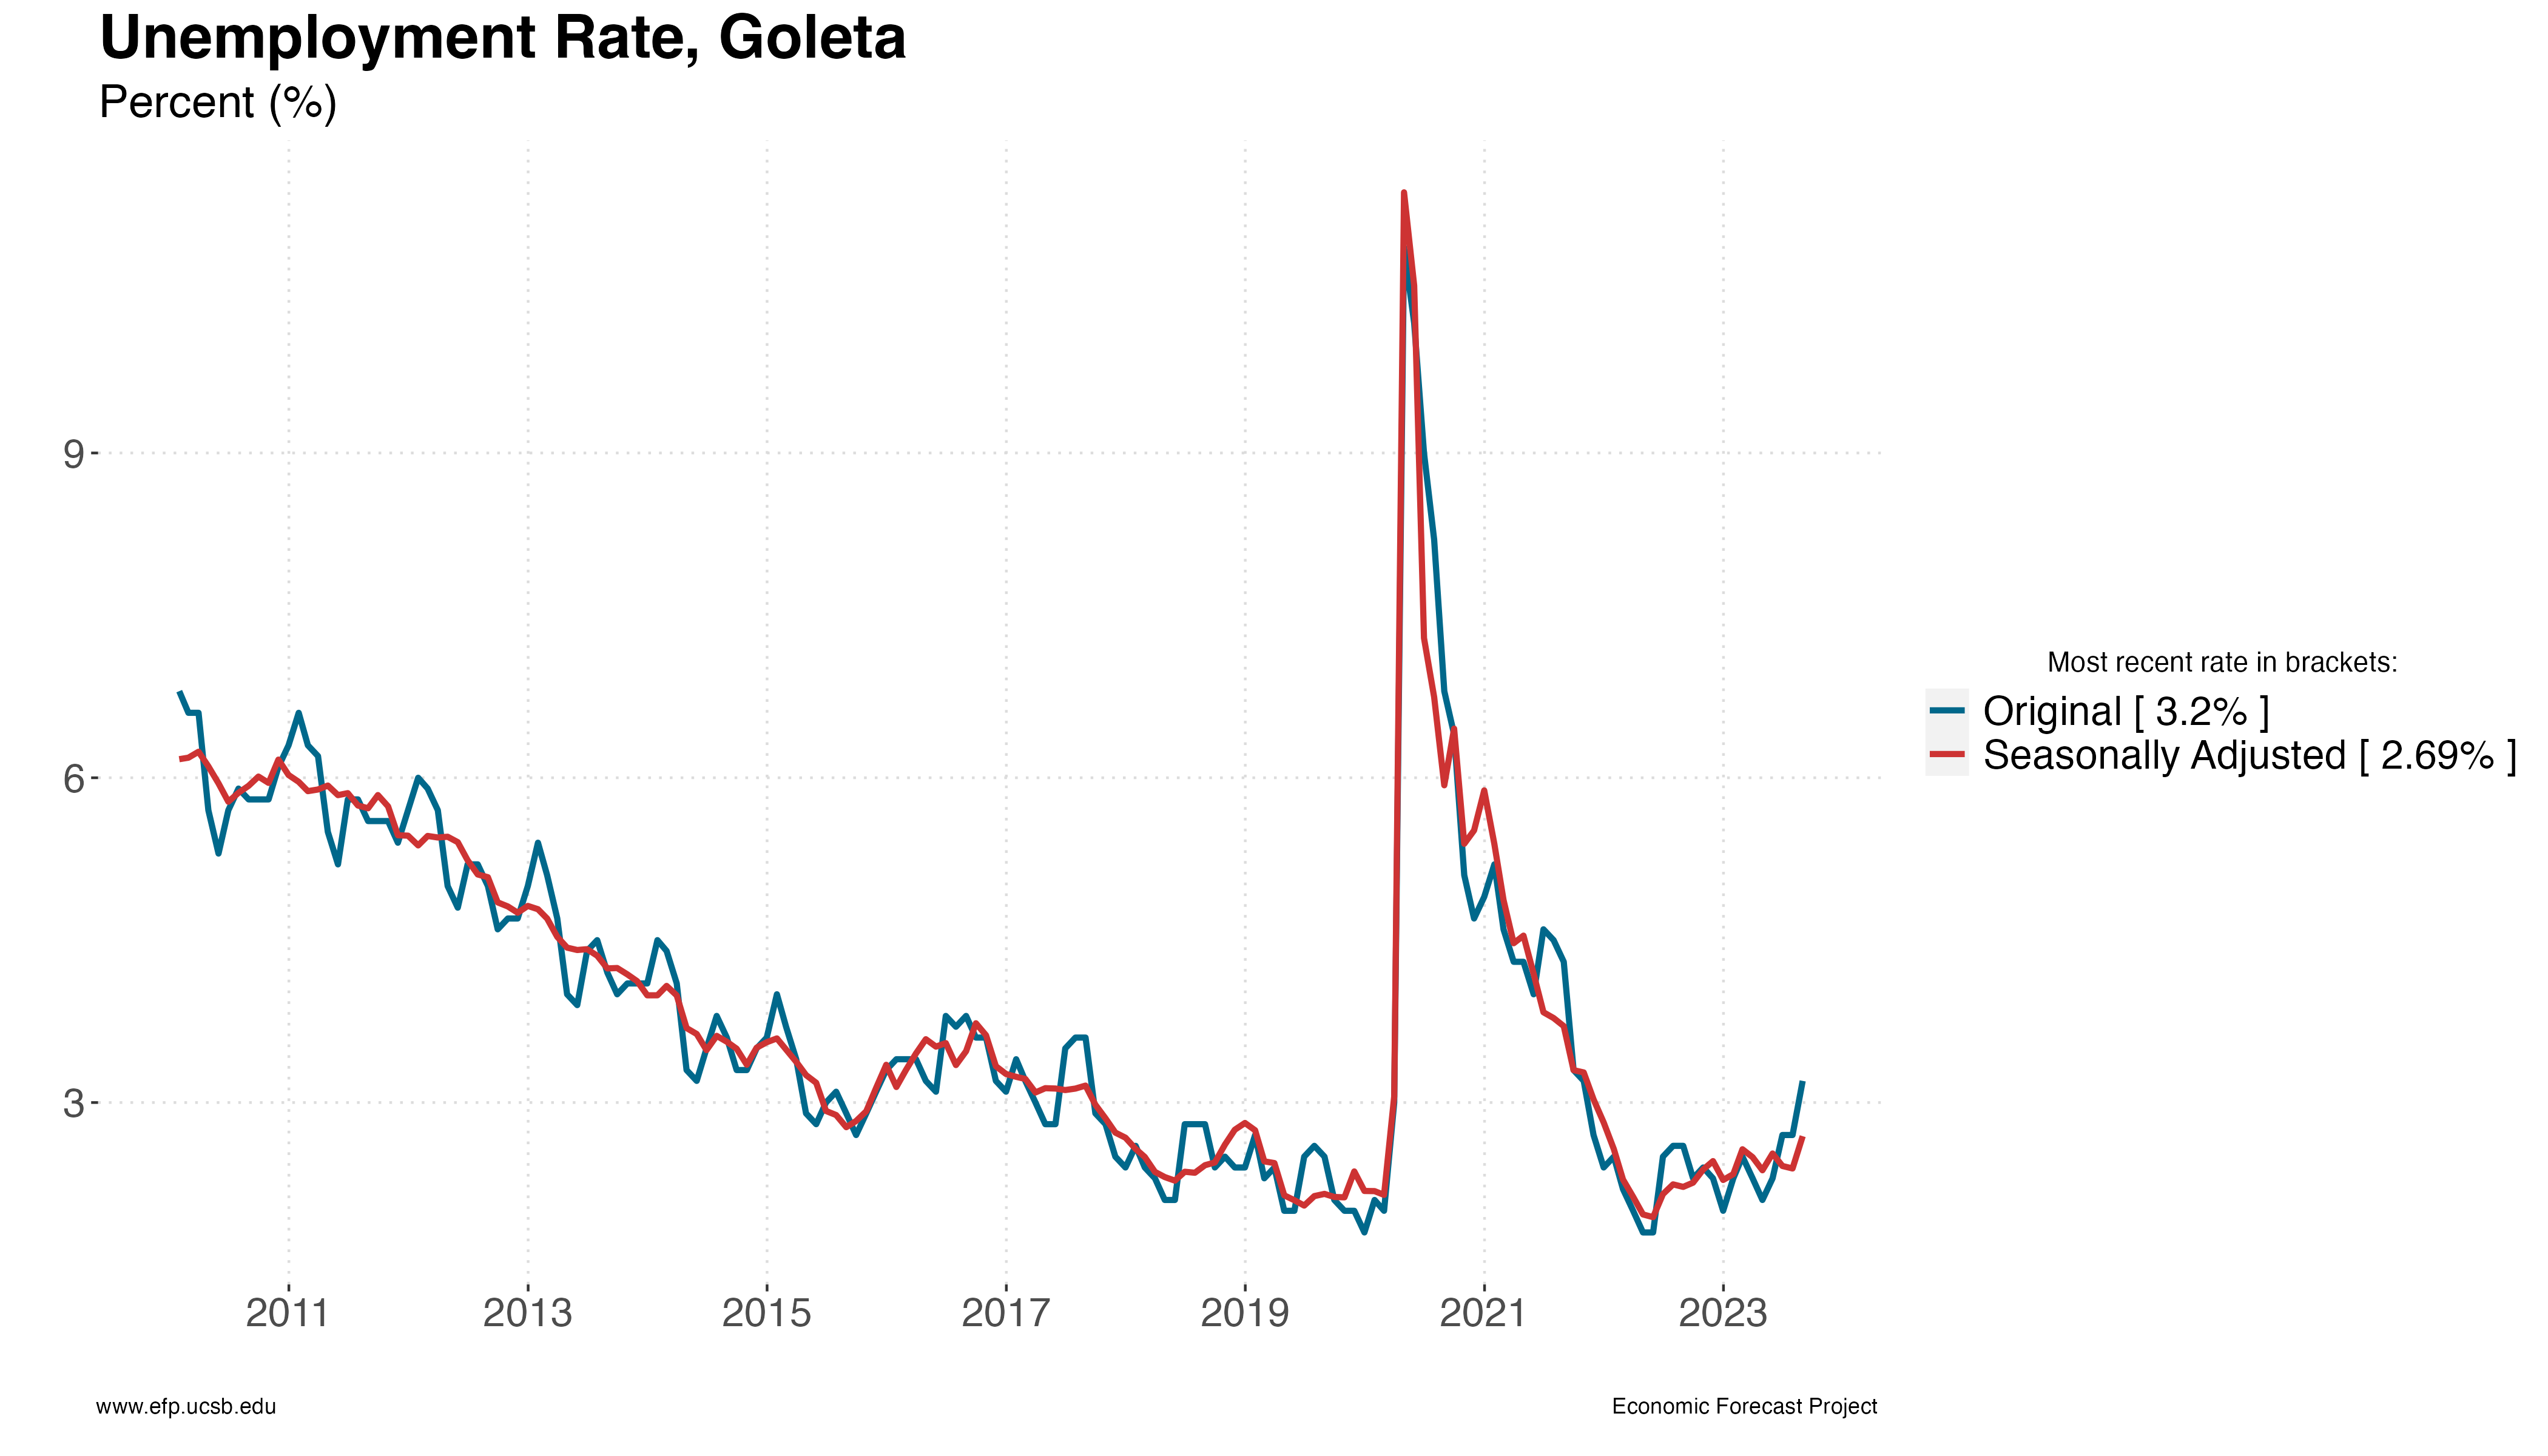 Unemployment Rate, Goleta
Percent (%)
9
6
3
2011 2013 2015 2017 2019 2021 2023
Most recent rate in brackets:
Original [ 3.2% ]
Seasonally Adjusted [ 2.69% ]
www.efp.ucsb.edu
Economic Forecast Project